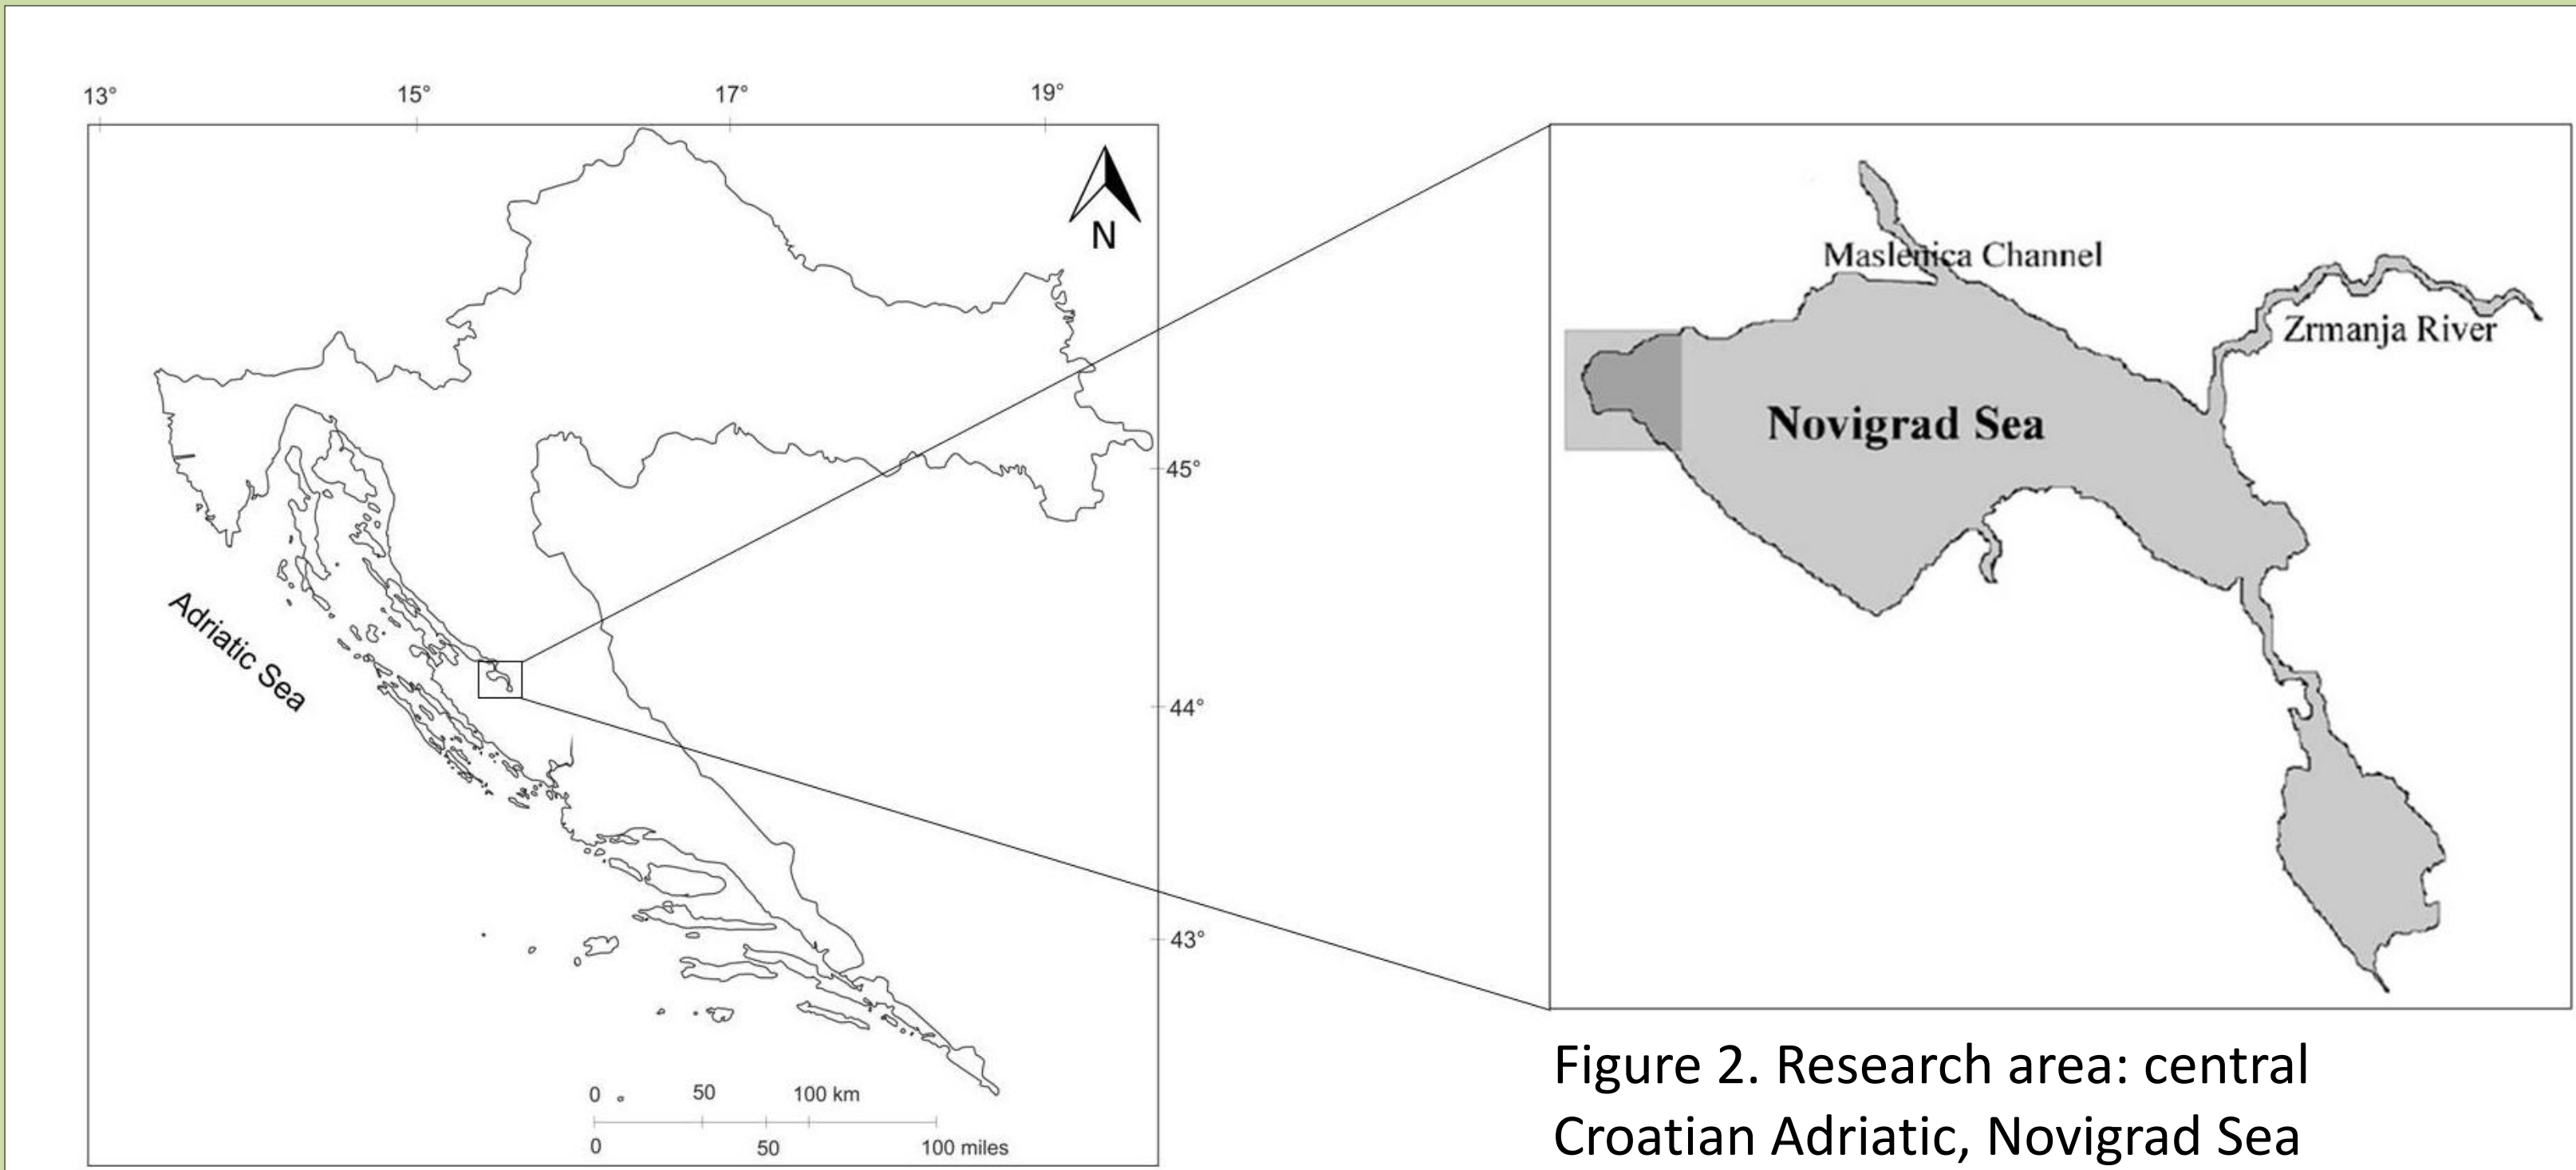 13° 15° 17° 19°
N
45°
44°
43°
Adriatic Sea
0 50 100 km
0 50 100 miles
Maslenica Channel
Zrmanja River
Novigrad Sea
Figure 2. Research area: central
Croatian Adriatic, Novigrad Sea